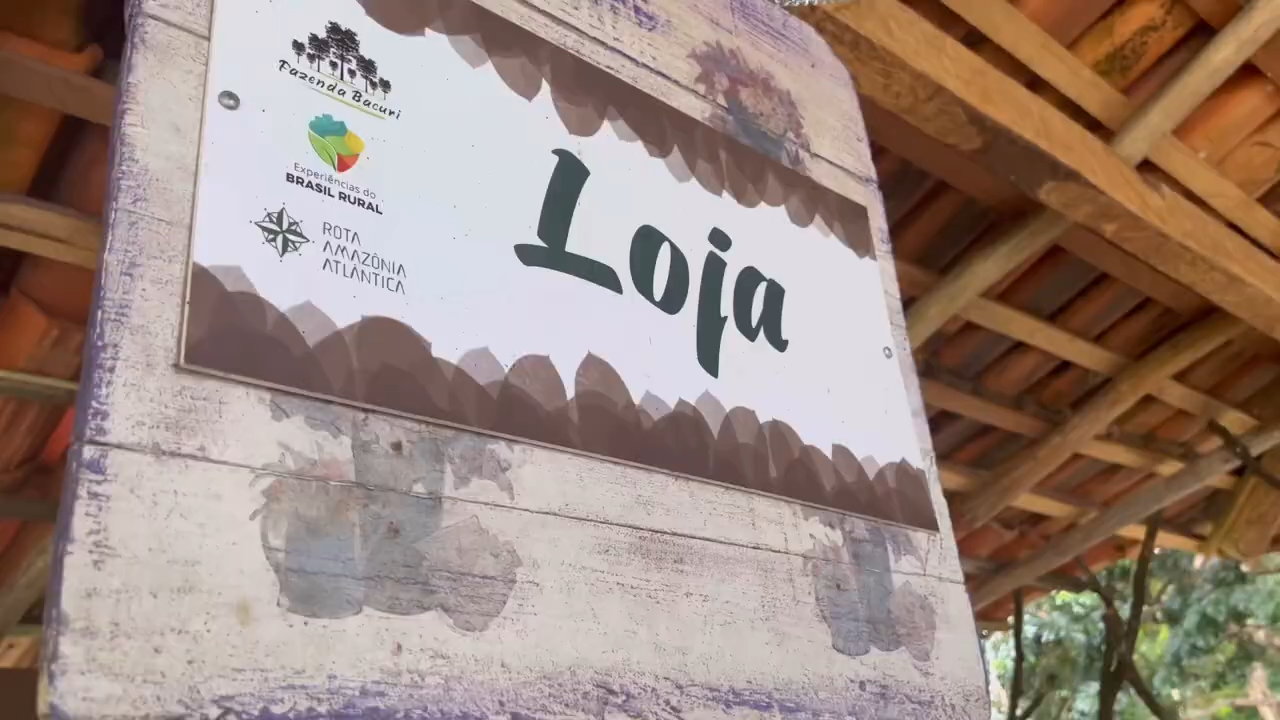 Fazenda Bacuri
Experiências do
BRASIL RURAL
ROTA
AMAZÔNIA
ATLÂNTICA
Loja